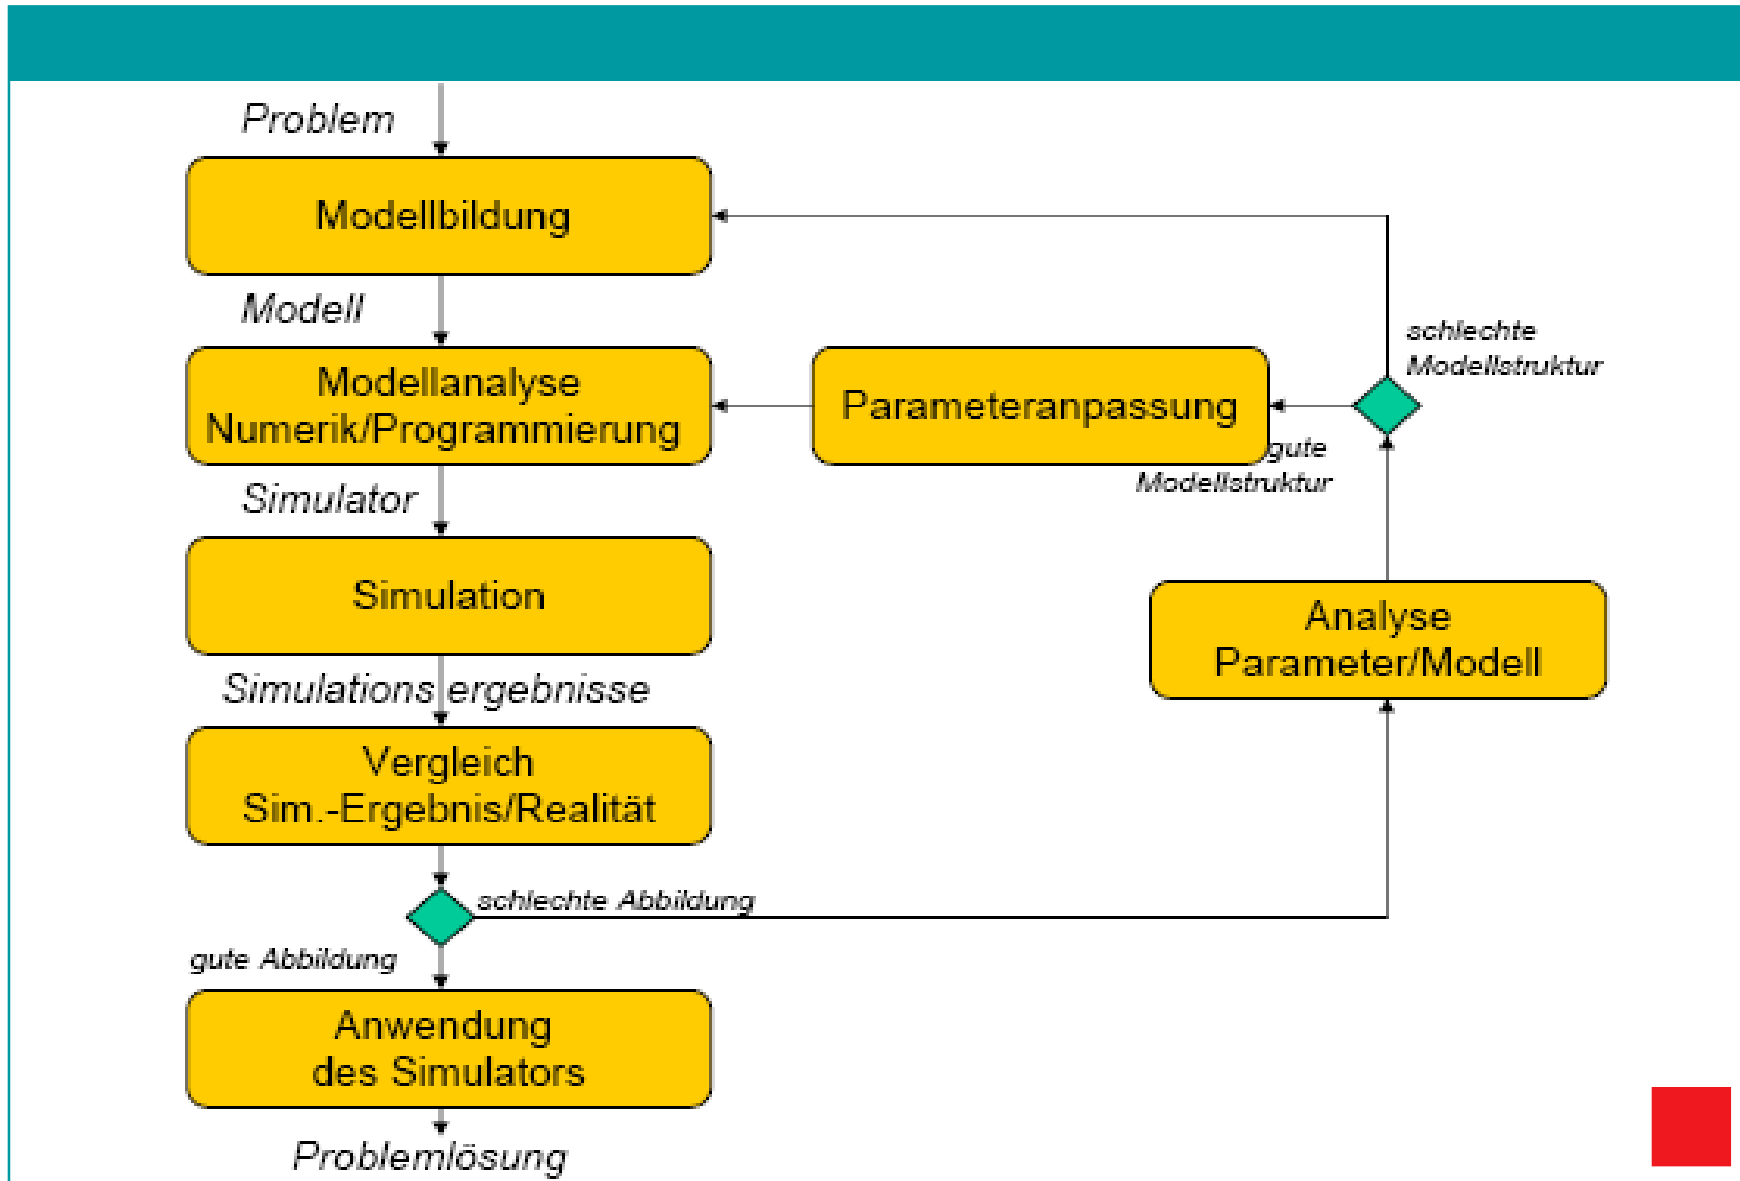 Problem
Modellbildung
Modell
schlechte
Modellstruktur
Modellanalyse
Numerik/Programmierung
Parameteranpassung
gute
Modellstruktur
Simulator
Simulation
Analyse
Parameter/Modell
Simulations ergebnisse
Vergleich
Sim.-Ergebnis/Realität
schlechte Abbildung
gute Abbildung
Anwendung
des Simulators
Problemlösung